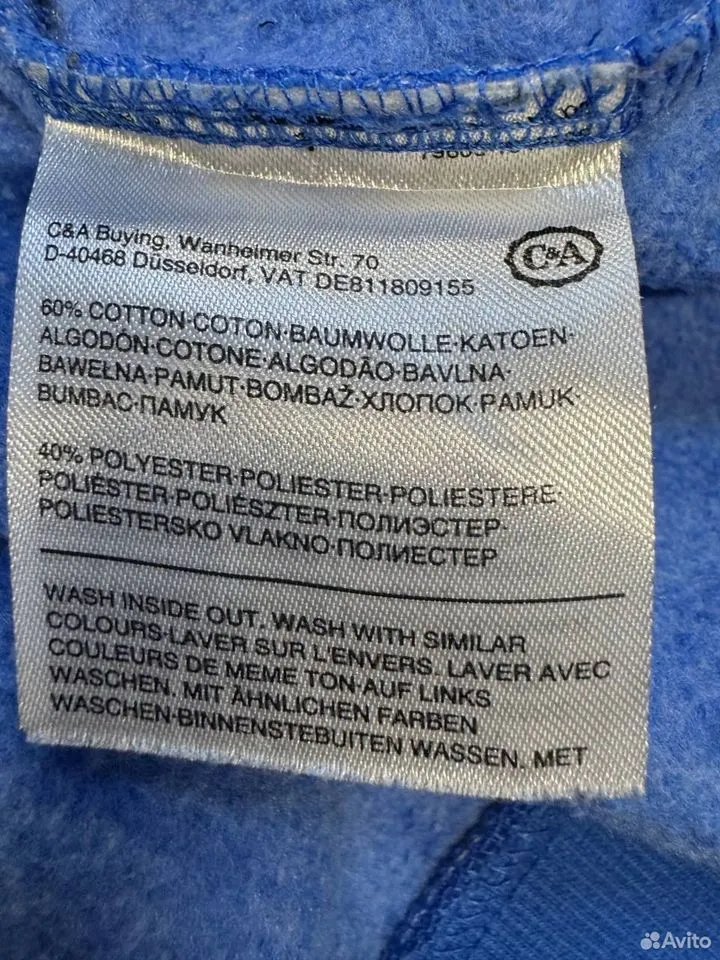 C&A Buying, Wanheimer Str. 70
D-40468 Düsseldorf, VAT DE811809155
C&A
60% COTTON·COTON·BAUMWOLLE·KATOEN·
ALGODÓN·COTONE·ALGODÃO·BAVLNA·
BAWEŁNA·PAMUT·BOMBAŽ·ХЛОПОК·PAMUK·
BUMBAC·ПАМУК
40% POLYESTER·POLIESTER·POLIESTERE·
POLIÉSTER·POLIÉSZTER·ПОЛИЭСТЕР·
POLIESTERSKO VLAKNO·ПОЛИЕСТЕР
WASH INSIDE OUT. WASH WITH SIMILAR
COLOURS·LAVER SUR L'ENVERS. LAVER AVEC
COULEURS DE MEME TON·AUF LINKS
WASCHEN. MIT ÄHNLICHEN FARBEN
WASCHEN·BINNENSTEBUITEN WASSEN. MET
Avito